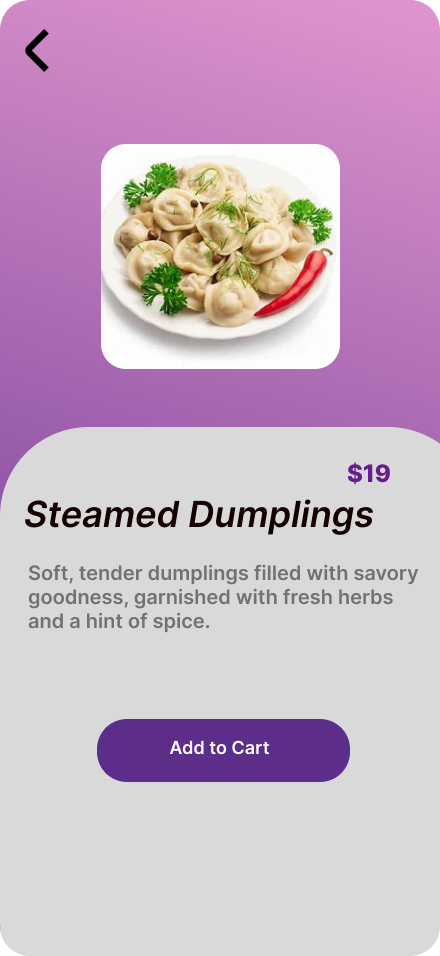 $19
Steamed Dumplings
Soft, tender dumplings filled with savory
goodness, garnished with fresh herbs
and a hint of spice.
Add to Cart